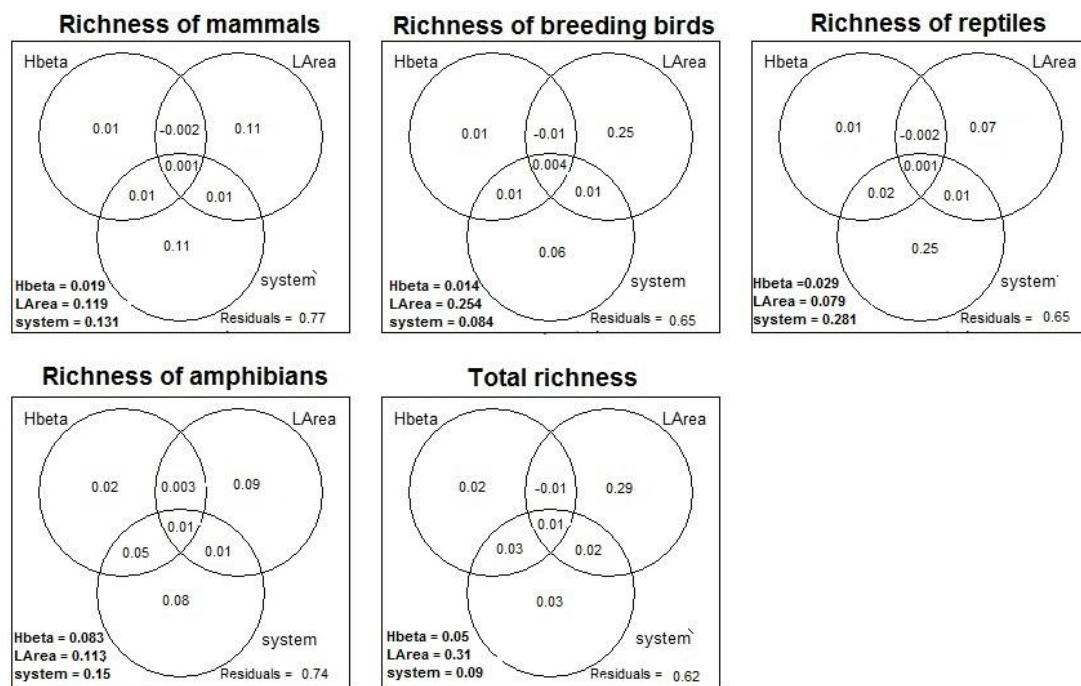 Richness of mammals
Hbeta
LArea
0.01
-0.002
0.11
0.001
0.01
0.01
0.11
system`
Hbeta = 0.019
LArea = 0.119
system = 0.131
Residuals = 0.77
Richness of breeding birds
Hbeta
LArea
0.01
-0.01
0.25
0.004
0.01
0.01
0.06
system
Hbeta = 0.014
LArea = 0.254
system = 0.084
Residuals = 0.65
Richness of reptiles
Hbeta
LArea
0.01
-0.002
0.07
0.001
0.02
0.01
0.25
system
Hbeta =0.029
LArea = 0.079
system = 0.281
Residuals = 0.65
Richness of amphibians
Hbeta
LArea
0.02
0.003
0.09
0.01
0.05
0.01
0.08
system
Hbeta = 0.083
LArea = 0.113
system = 0.15
Residuals = 0.74
Total richness
Hbeta
LArea
0.02
-0.01
0.29
0.01
0.03
0.02
0.03
system`
Hbeta = 0.05
LArea = 0.31
system = 0.09
Residuals = 0.62